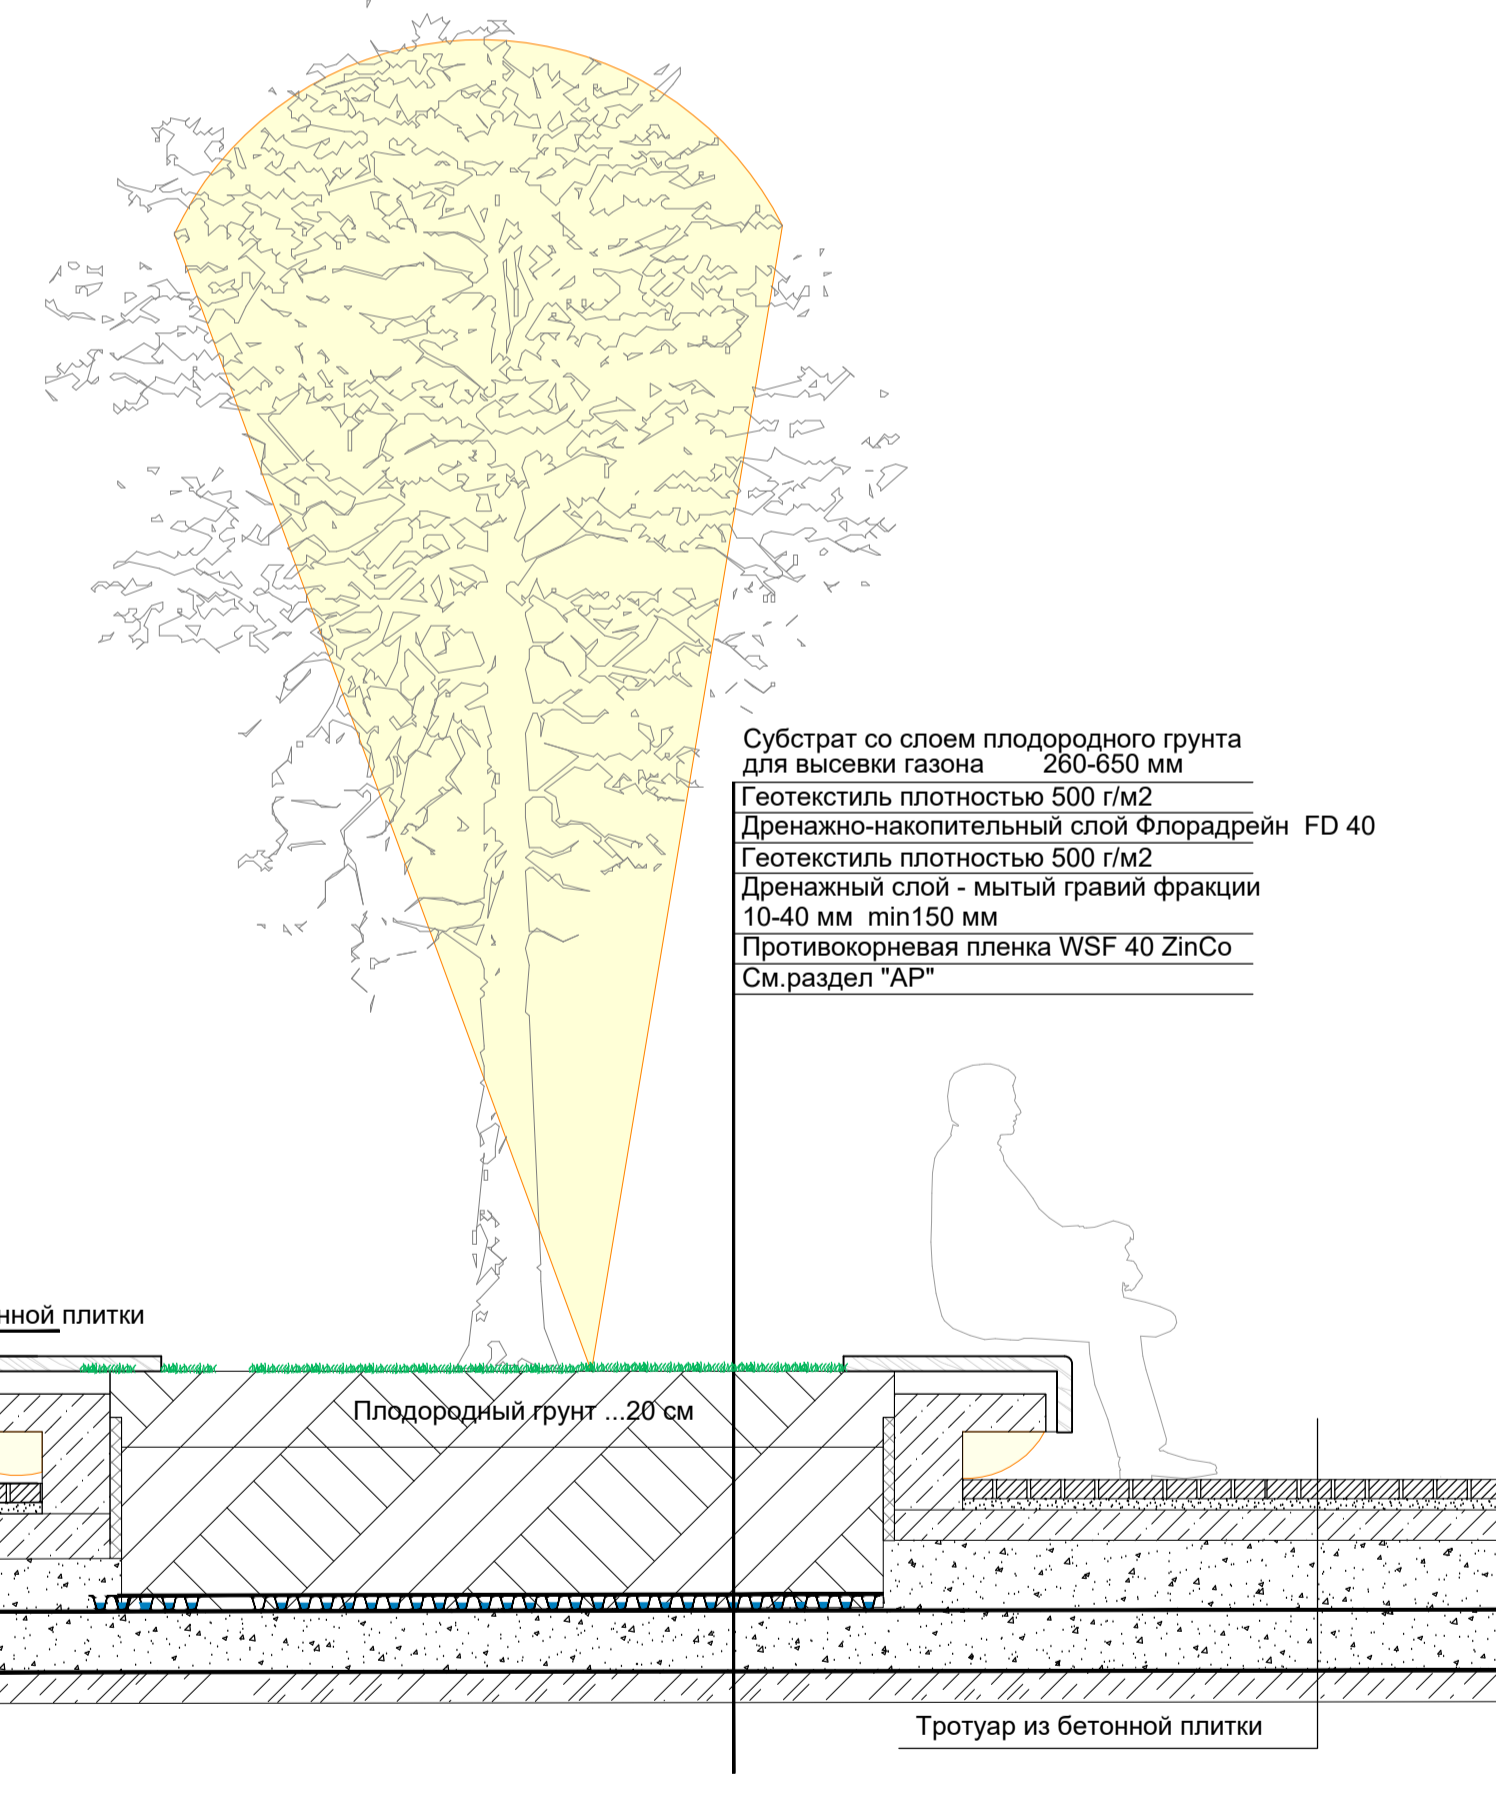 Субстрат со слоем плодородного грунта
для высевки газона 260-650 мм
Геотекстиль плотностью 500 г/м2
Дренажно-накопительный слой Флорадрейн FD 40
Геотекстиль плотностью 500 г/м2
Дренажный слой - мытый гравий фракции
10-40 мм min150 мм
Противокорневая пленка WSF 40 ZinCo
См.раздел "АР"
нной плитки
Плодородный грунт ...20 см
Тротуар из бетонной плитки